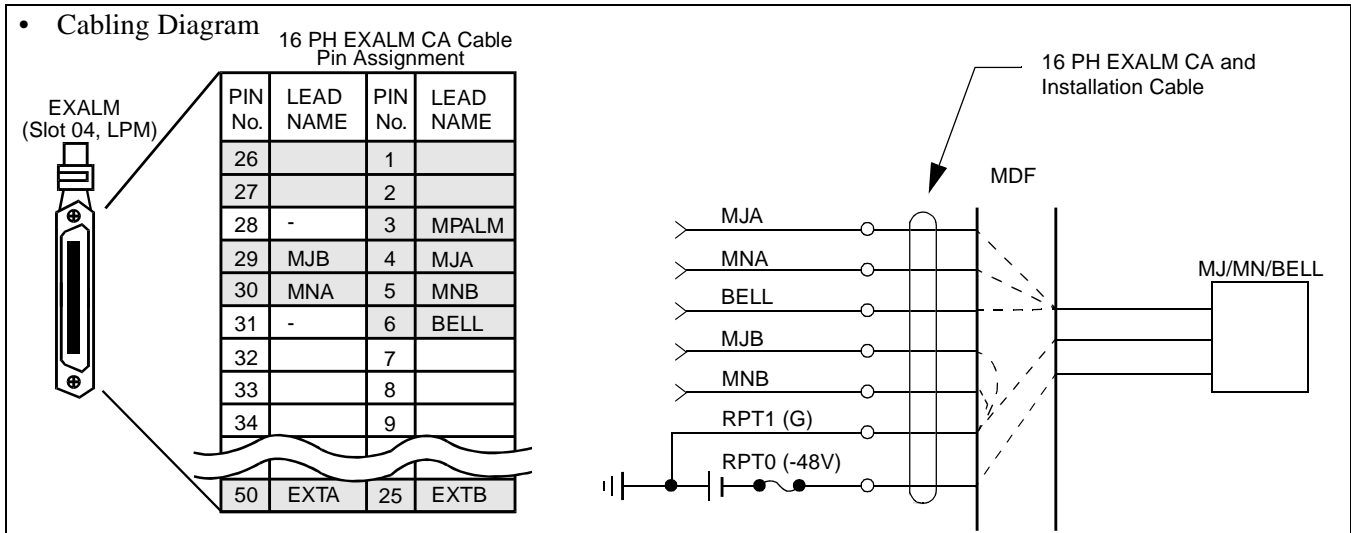 • Cabling Diagram
16 PH EXALM CA Cable
Pin Assignment
EXALM
(Slot 04, LPM)
PIN No. LEAD NAME PIN No. LEAD NAME
26 1
27 2
28 - 3 MPALM
29 MJB 4 MJA
30 MNA 5 MNB
31 - 6 BELL
32 7
33 8
34 9
50 EXTA 25 EXTB
16 PH EXALM CA and
Installation Cable
MDF
MJA
MNA
BELL
MJB
MNB
RPT1 (G)
RPT0 (-48V)
MJ/MN/BELL